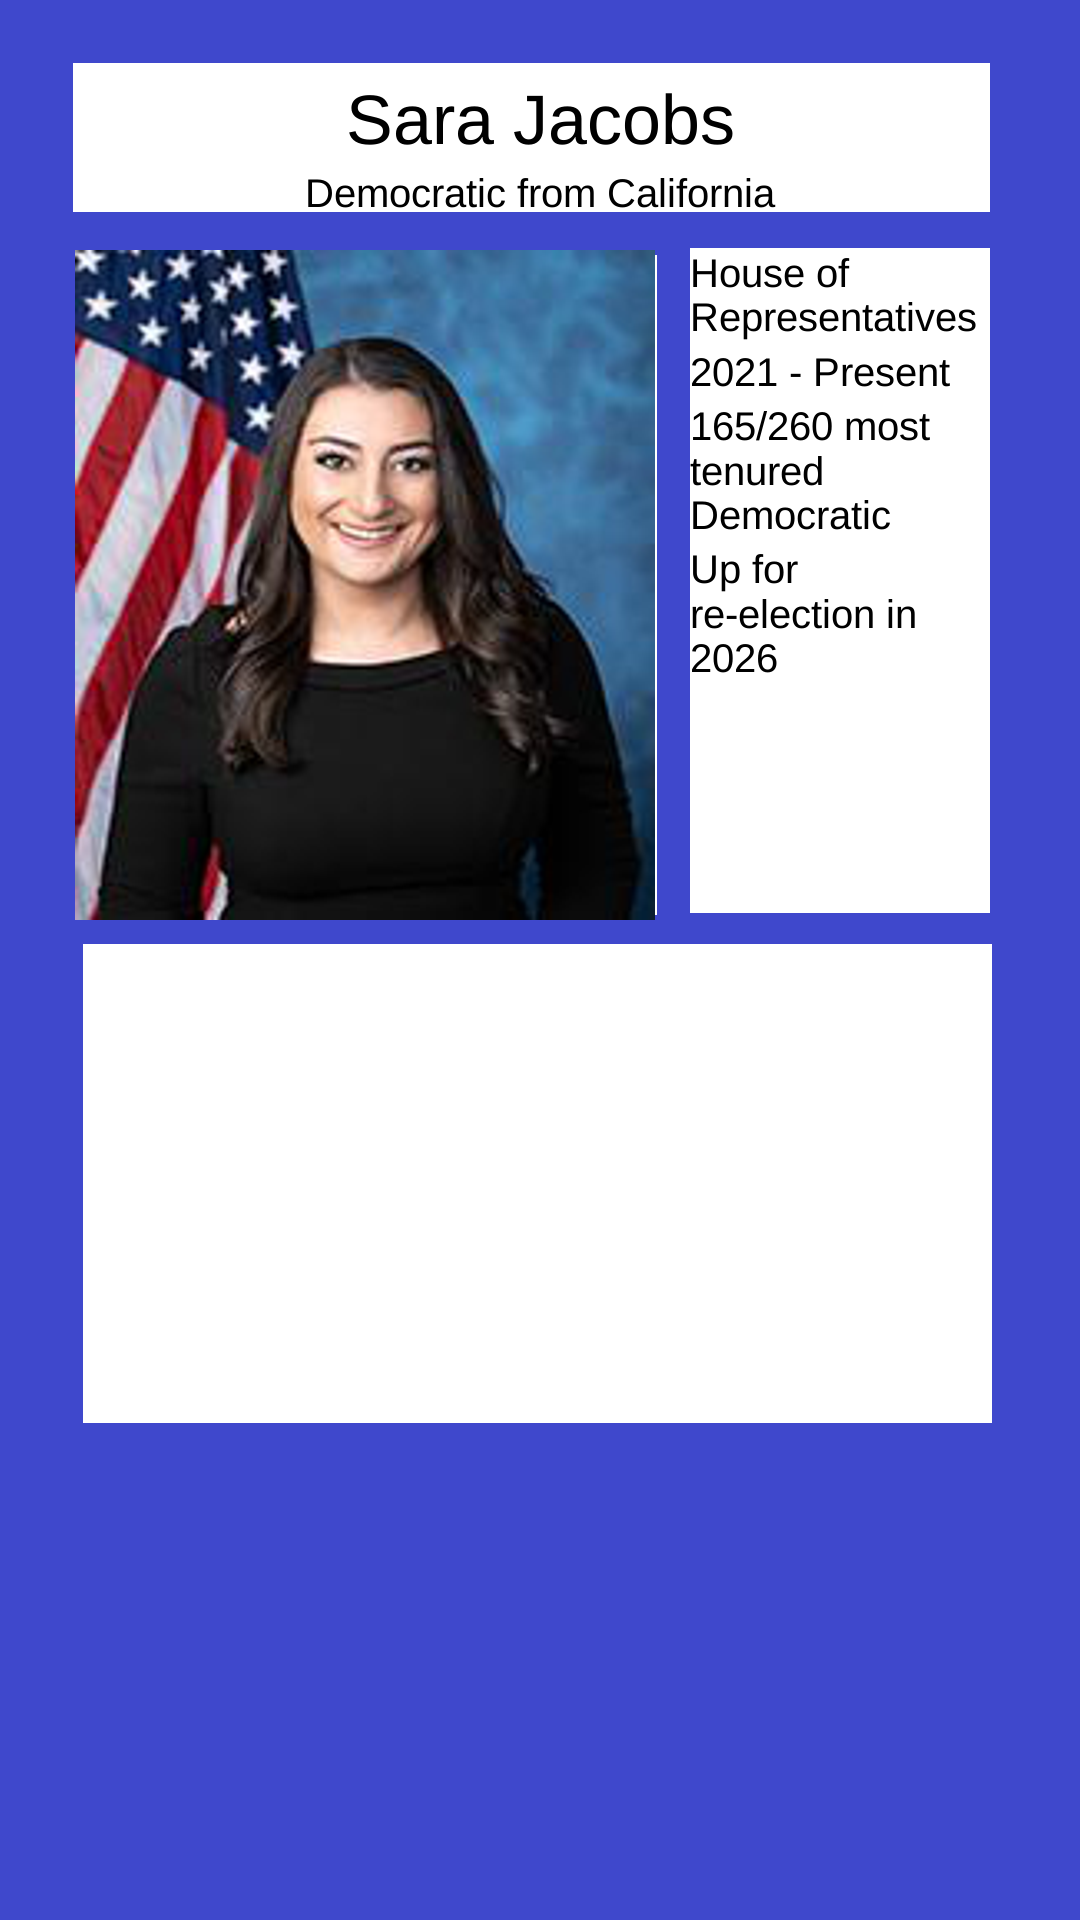 Sara Jacobs
Democratic from California
House of
Representatives
2021 - Present
165/260 most
tenured
Democratic
Up for
re-election in
2026